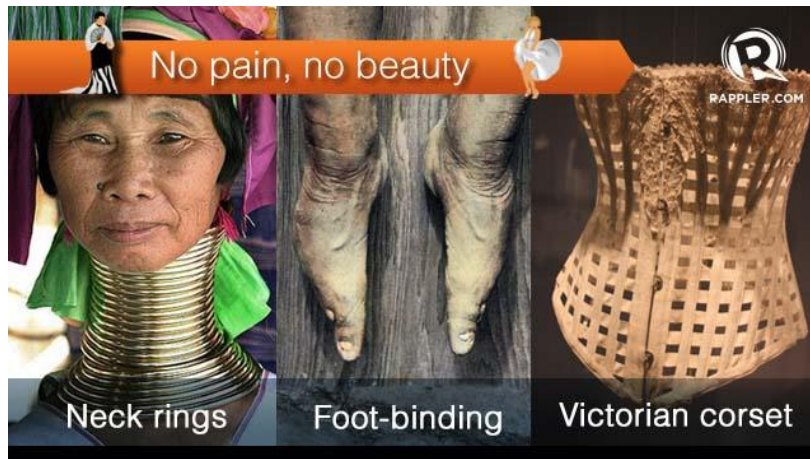 No pain, no beauty
R
RAPPLER.COM
Neck rings
Foot-binding
Victorian corset